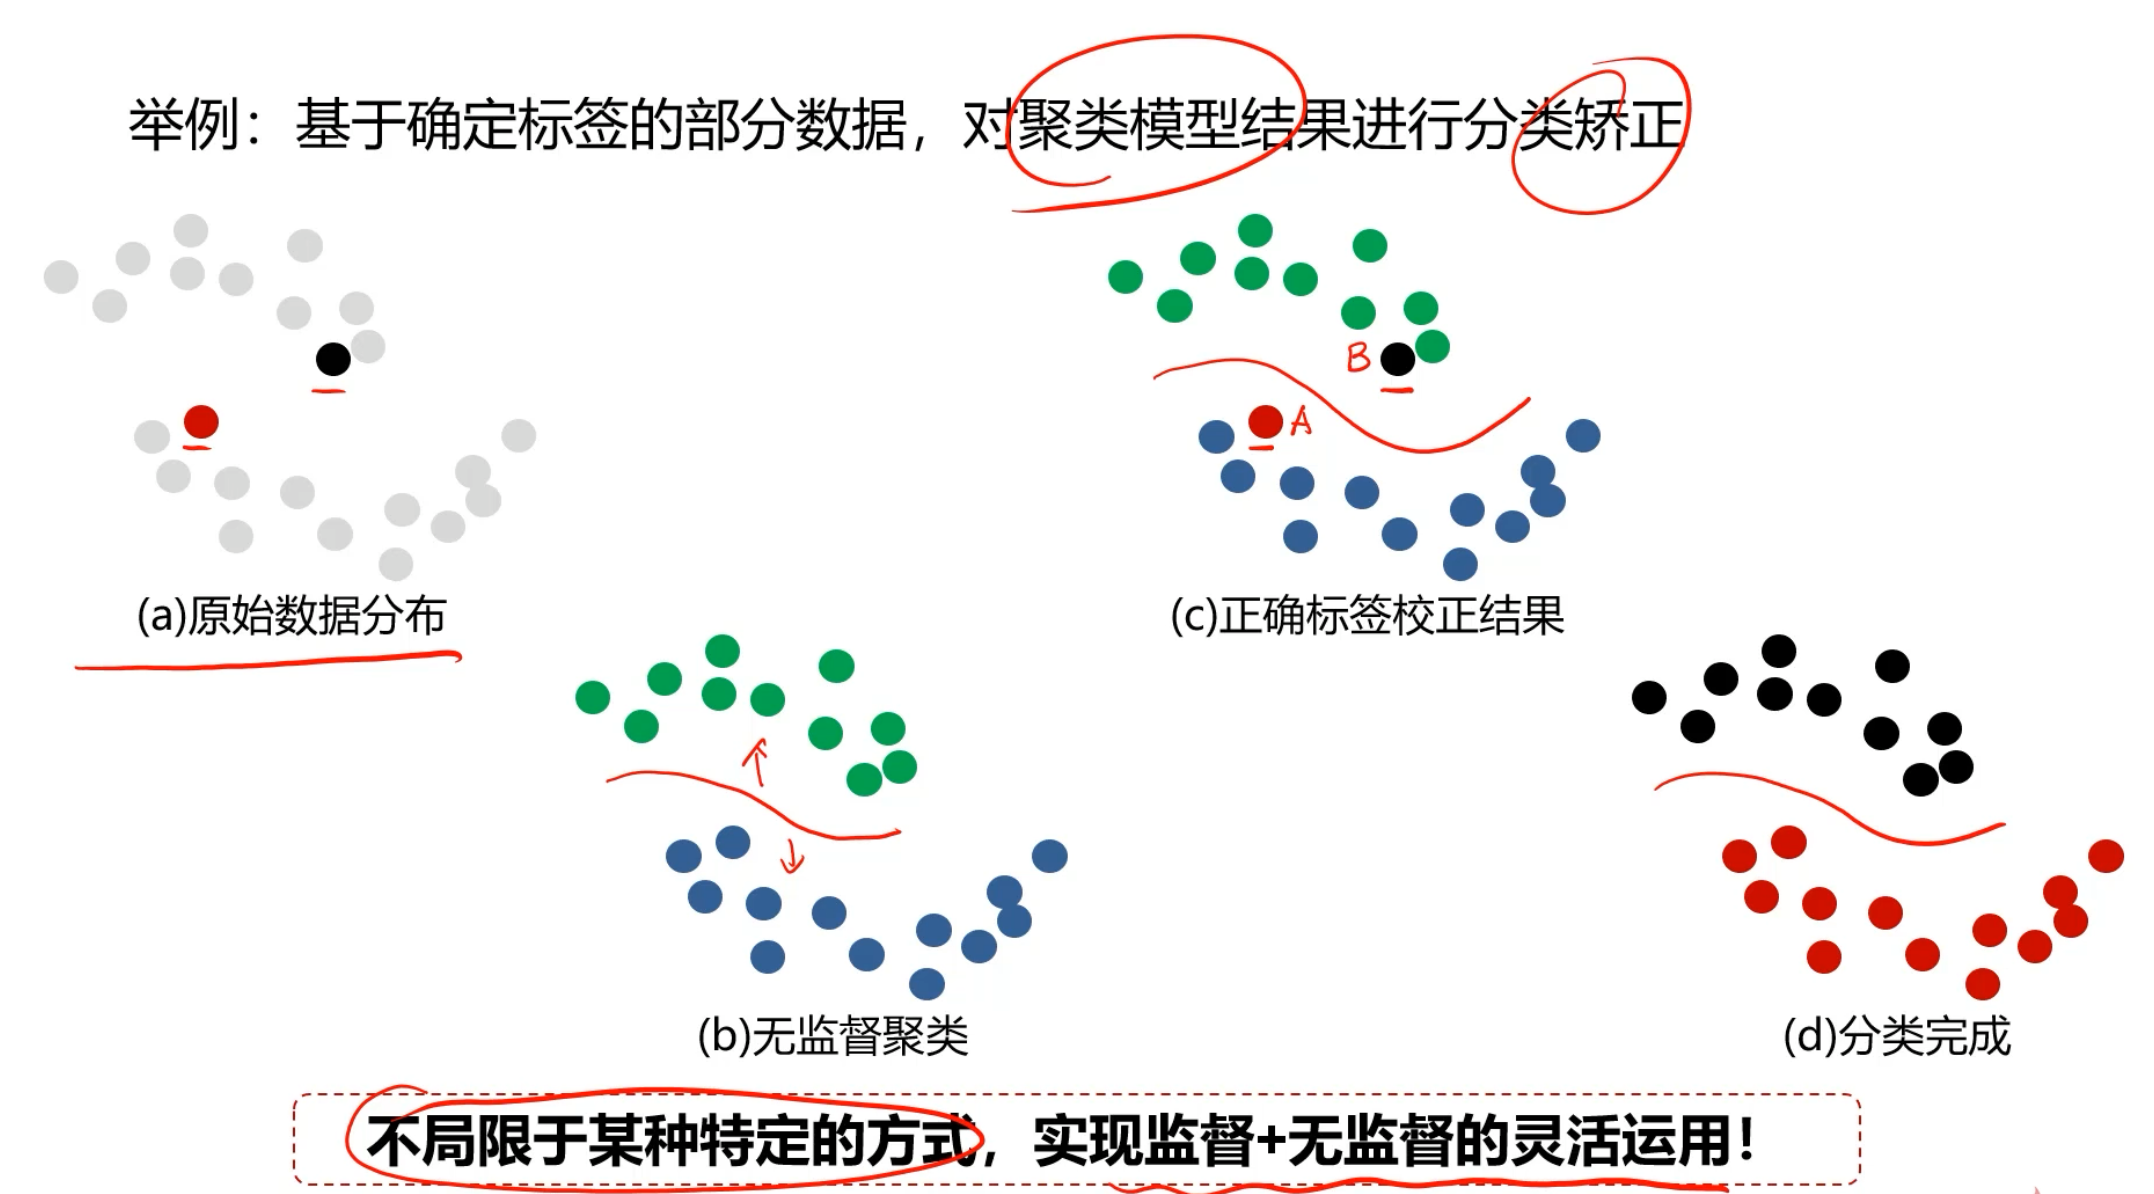 举例：基于确定标签的部分数据，对聚类模型结果进行分类矫正
B
A
(a)原始数据分布
(c)正确标签校正结果
(b)无监督聚类
(d)分类完成
不局限于某种特定的方式，实现监督+无监督的灵活运用！